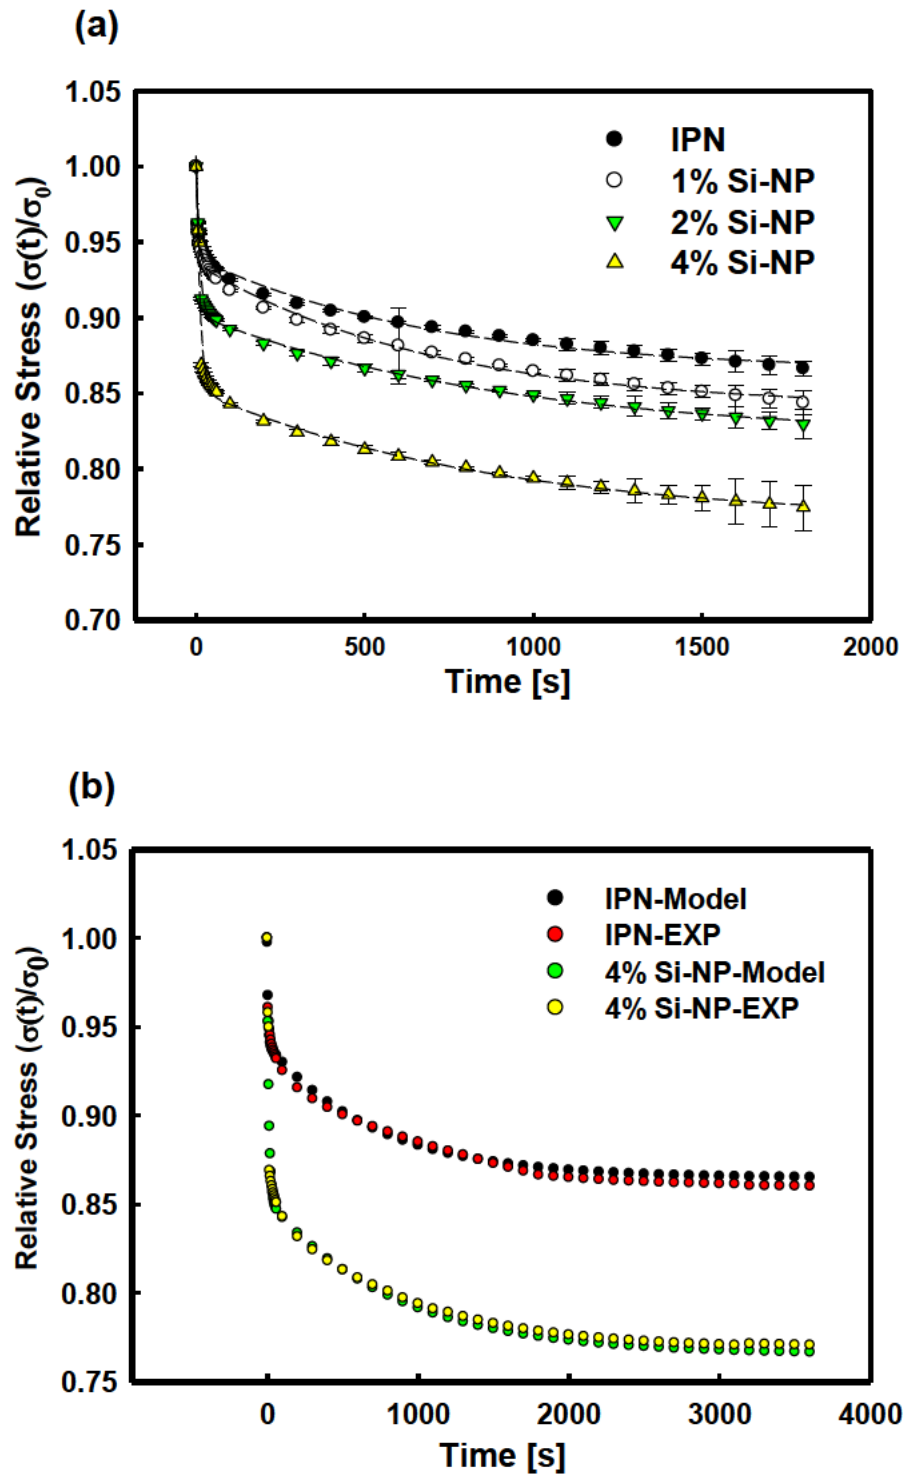 (a)
1.05
1.00
0.95
0.90
0.85
0.80
0.75
0.70
Relative Stress (σ(t)/σ0)
IPN
1% Si-NP
2% Si-NP
4% Si-NP
0 500 1000 1500 2000
Time [s]
(b)
1.05
1.00
0.95
0.90
0.85
0.80
0.75
Relative Stress (σ(t)/σ0)
IPN-Model
IPN-EXP
4% Si-NP-Model
4% Si-NP-EXP
0 1000 2000 3000 4000
Time [s]